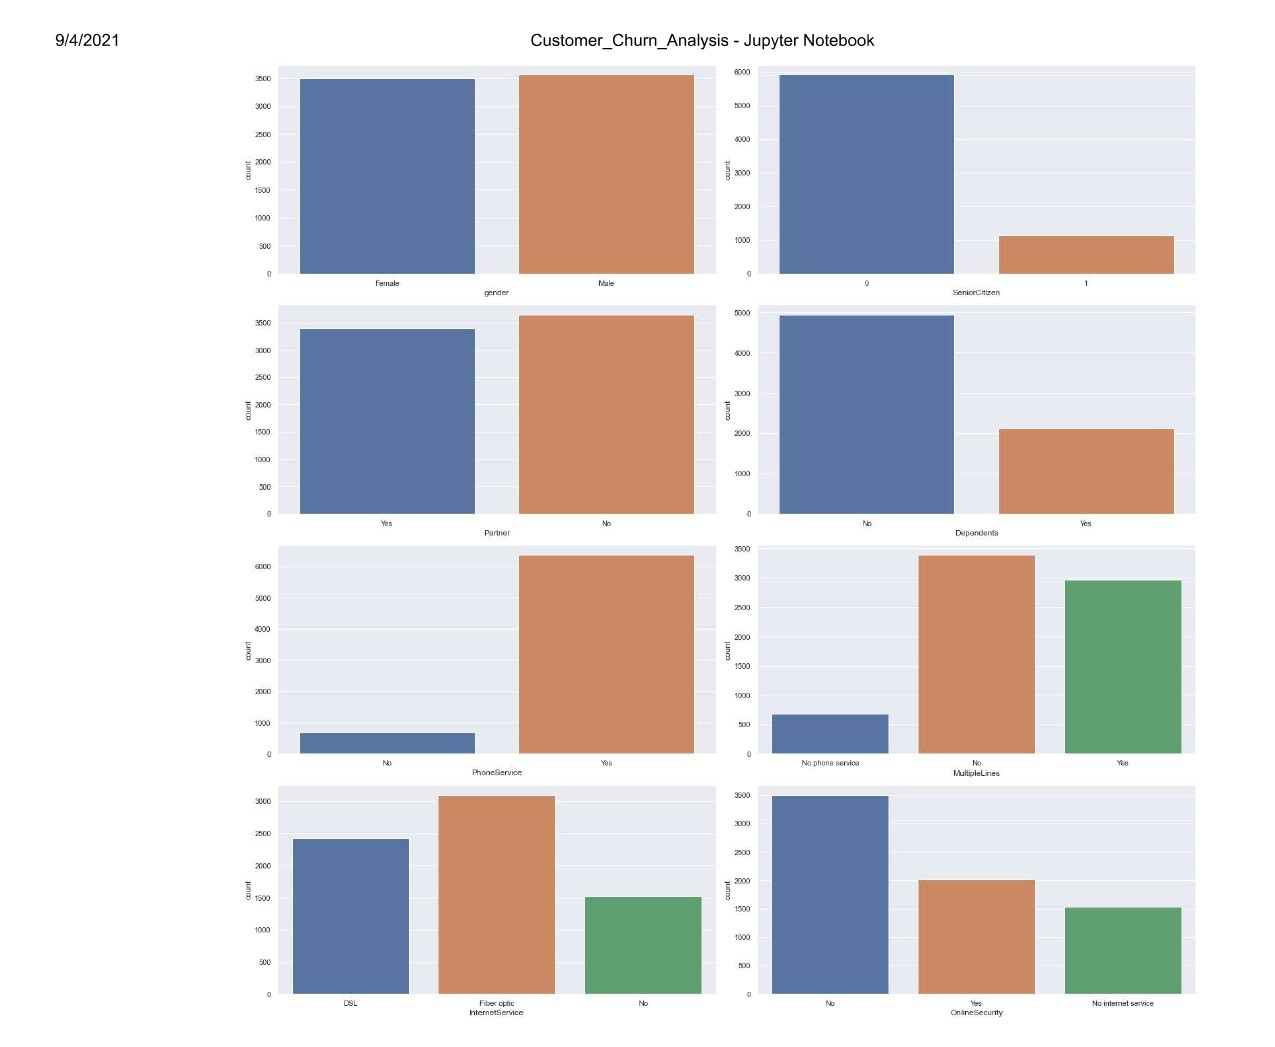 9/4/2021
Customer_Churn_Analysis - Jupyter Notebook
3500
3000
2500
2000
1500
1000
500
0
count
Female
Male
gender
6000
5000
4000
3000
2000
1000
0
count
0
1
SeniorCitizen
3500
3000
2500
2000
1500
1000
500
0
count
Yes
No
Partner
5000
4000
3000
2000
1000
0
count
No
Yes
Dependents
6000
5000
4000
3000
2000
1000
0
count
No
Yes
PhoneService
3500
3000
2500
2000
1500
1000
500
0
count
No phone service
No
Yes
MultipleLines
3000
2500
2000
1500
1000
500
0
count
DSL
Fiber optic
No
InternetService
3500
3000
2500
2000
1500
1000
500
0
count
No
Yes
No internet service
OnlineSecurity